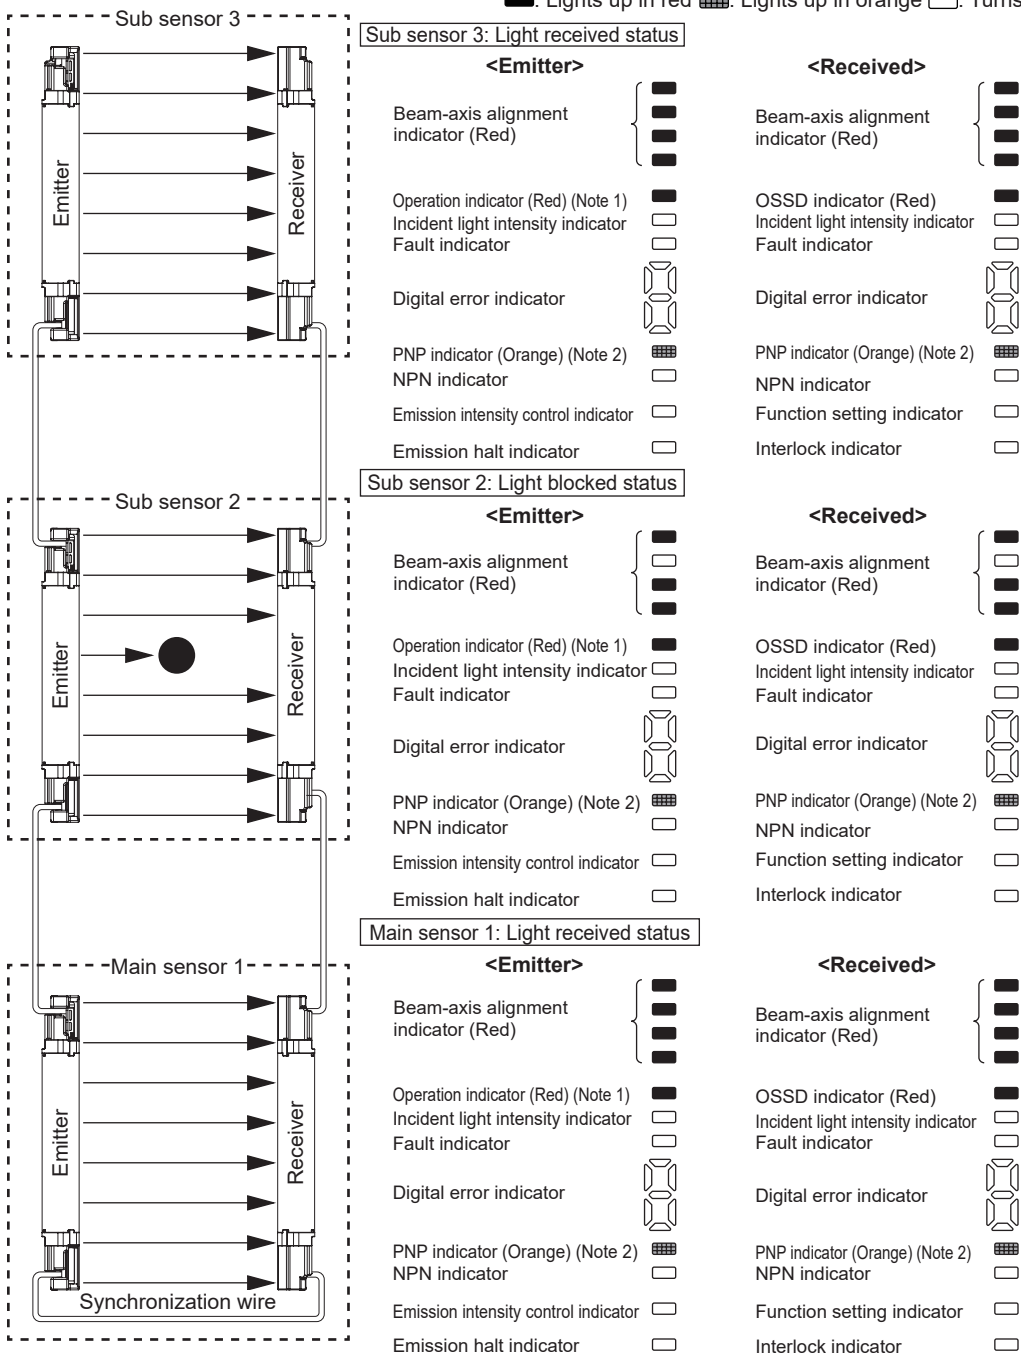 : Lights up in red : Lights up in orange : Turns
Sub sensor 3
Sub sensor 3: Light received status
<Emitter>
<Received>
Beam-axis alignment
indicator (Red)
Beam-axis alignment
indicator (Red)
Emitter
Receiver
Operation indicator (Red) (Note 1)
OSSD indicator (Red)
Incident light intensity indicator
Incident light intensity indicator
Fault indicator
Fault indicator
Digital error indicator
Digital error indicator
PNP indicator (Orange) (Note 2)
PNP indicator (Orange) (Note 2)
NPN indicator
NPN indicator
Emission intensity control indicator
Function setting indicator
Emission halt indicator
Interlock indicator
Sub sensor 2: Light blocked status
Sub sensor 2
<Emitter>
<Received>
Beam-axis alignment
indicator (Red)
Beam-axis alignment
indicator (Red)
Emitter
Receiver
Operation indicator (Red) (Note 1)
OSSD indicator (Red)
Incident light intensity indicator
Incident light intensity indicator
Fault indicator
Fault indicator
Digital error indicator
Digital error indicator
PNP indicator (Orange) (Note 2)
PNP indicator (Orange) (Note 2)
NPN indicator
NPN indicator
Emission intensity control indicator
Function setting indicator
Emission halt indicator
Interlock indicator
Main sensor 1: Light received status
Main sensor 1
<Emitter>
<Received>
Beam-axis alignment
indicator (Red)
Beam-axis alignment
indicator (Red)
Emitter
Receiver
Operation indicator (Red) (Note 1)
OSSD indicator (Red)
Incident light intensity indicator
Incident light intensity indicator
Fault indicator
Fault indicator
Digital error indicator
Digital error indicator
PNP indicator (Orange) (Note 2)
PNP indicator (Orange) (Note 2)
NPN indicator
NPN indicator
Synchronization wire
Emission intensity control indicator
Function setting indicator
Emission halt indicator
Interlock indicator